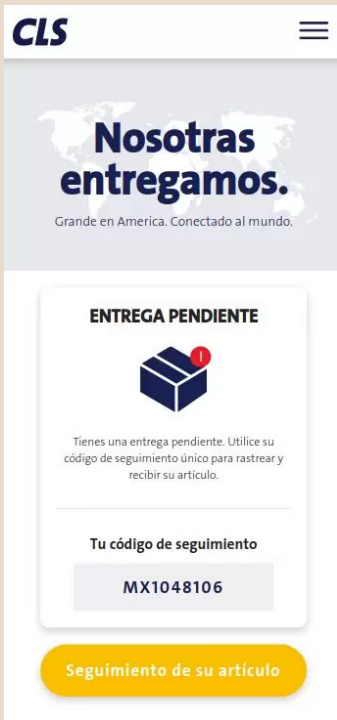 CLS
Nosotras
entregamos.
Grande en America. Conectado al mundo.
ENTREGA PENDIENTE
!
Tienes una entrega pendiente. Utilice su
código de seguimiento único para rastrear y
recibir su artículo.
Tu código de seguimiento
MX1048106
Seguimiento de su artículo